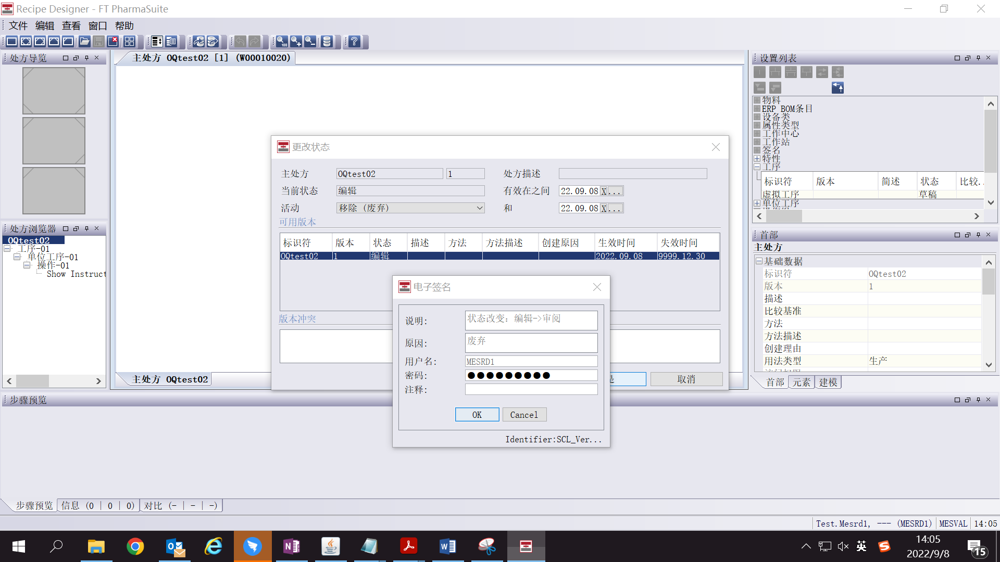 Recipe Designer - FT PharmaSuite
文件 编辑 查看 窗口 帮助
处方导览
主处方 OQtest02 [1] (W00010020)
设置列表
物料
ERP BOM条目
设备类
属性类型
工作中心
工作站
签名
特性
工序
标识符 版本 简述 状态 比较.
虚拟工序 草稿
单位工序
处方浏览器
OQtest02
工序-01
单位工序-01
操作-01
Show Instruct
更改状态
主处方 OQtest02 1 处方描述
当前状态 编辑 有效在之间 22.09.08 X ...
活动 移除 (废弃) 和 22.09.08 X ...
可用版本
标识符 版本 状态 描述 方法 方法描述 创建原因 生效时间 失效时间
OQtest02 1 编辑 2022.09.08 9999.12.30
版本冲突
取消
电子签名
说明: 状态改变: 编辑->审阅
原因: 废弃
用户名: MESRD1
密码: ●●●●●●●●●
注释:
OK Cancel
Identifier:SCL_Ver...
首部
主处方
基础数据
标识符 OQtest02
版本 1
描述
比较基准
方法
方法描述
创建理由
用法类型 生产
首部 元素 建模
主处方 OQtest02
步骤预览
步骤预览 信息 (0 | 0 | 0) 对比 (- | - | -)
Test.Mesrd1, --- (MESRD1) MESVAL 14:05
英
14:05
2022/9/8
15